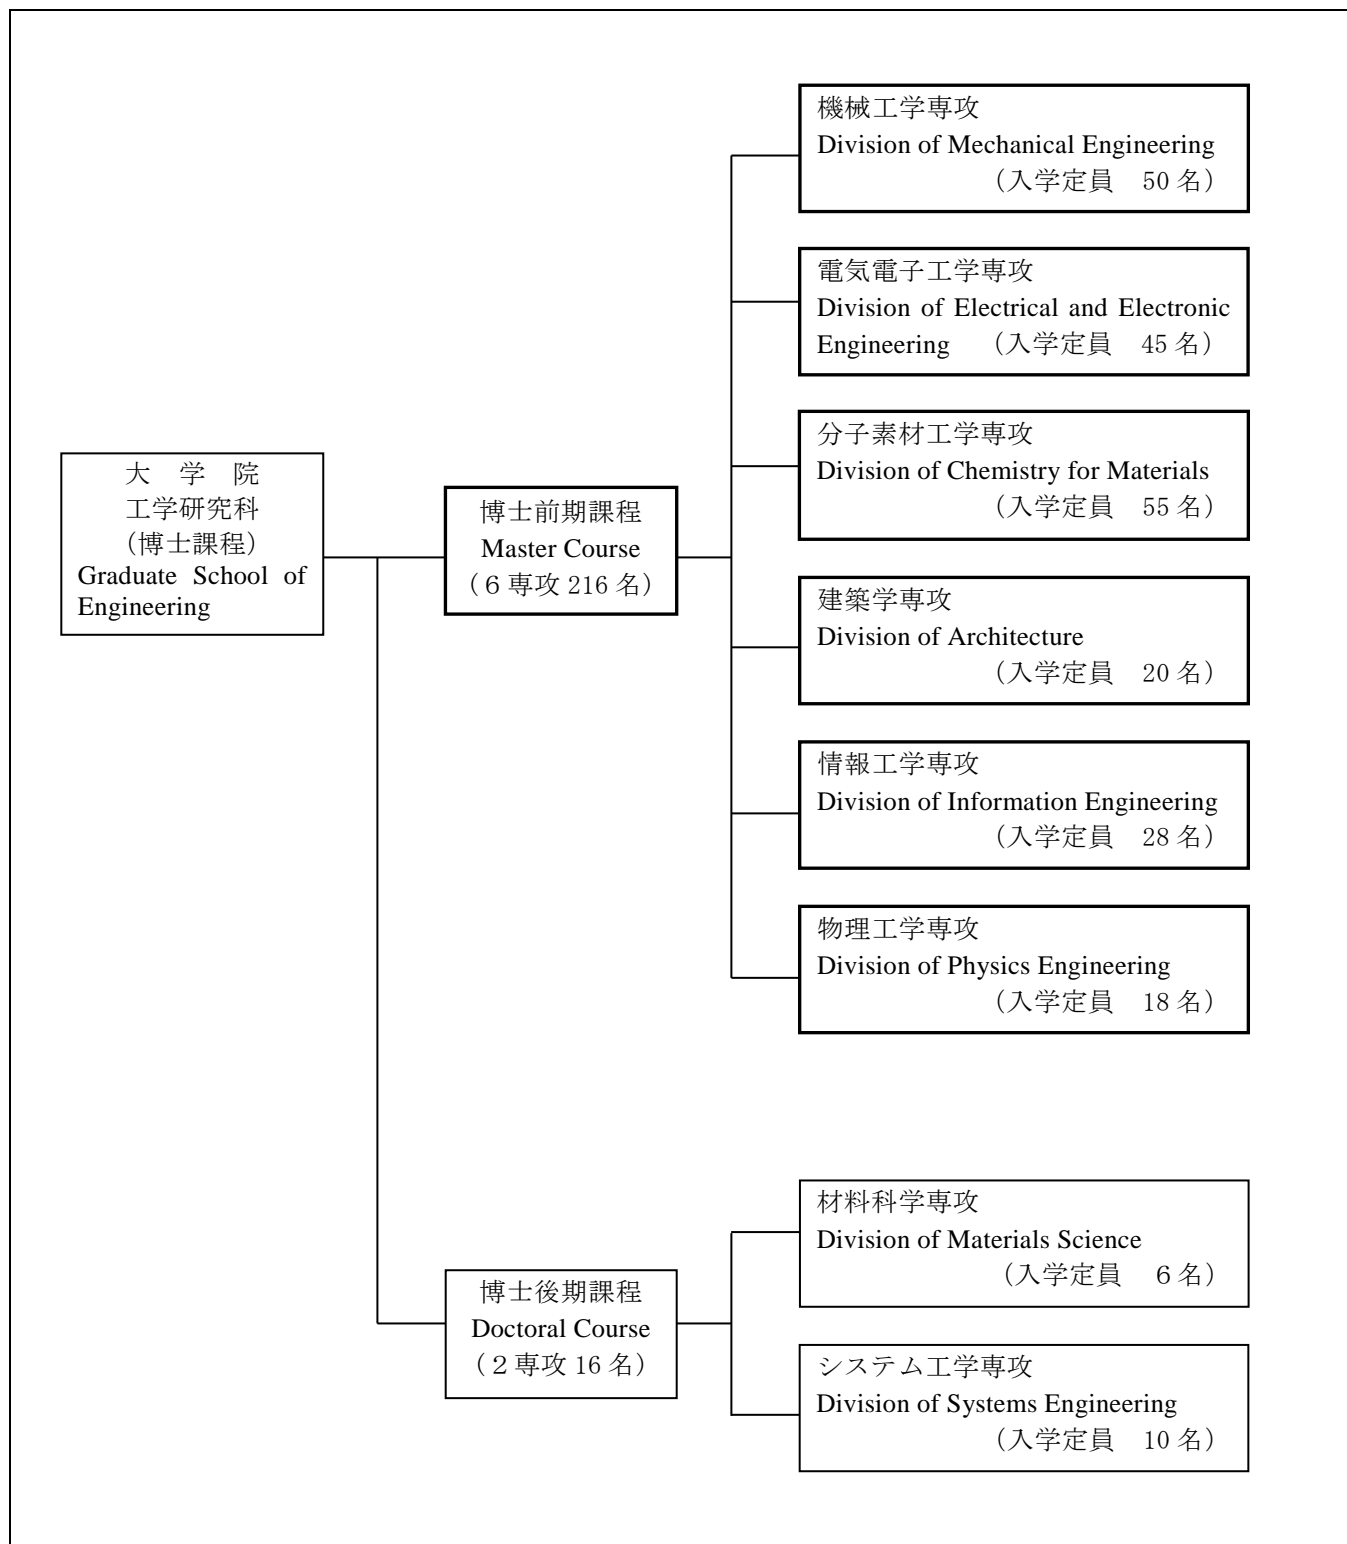 大　学　院
工学研究科
（博士課程）
Graduate School of
Engineering
博士前期課程
Master Course
（６専攻 216 名）
機械工学専攻
Division of Mechanical Engineering
（入学定員　50 名）
電気電子工学専攻
Division of Electrical and Electronic
Engineering　（入学定員　45 名）
分子素材工学専攻
Division of Chemistry for Materials
（入学定員　55 名）
建築学専攻
Division of Architecture
（入学定員　20 名）
情報工学専攻
Division of Information Engineering
（入学定員　28 名）
物理工学専攻
Division of Physics Engineering
（入学定員　18 名）
博士後期課程
Doctoral Course
（２専攻 16 名）
材料科学専攻
Division of Materials Science
（入学定員　６名）
システム工学専攻
Division of Systems Engineering
（入学定員　10 名）